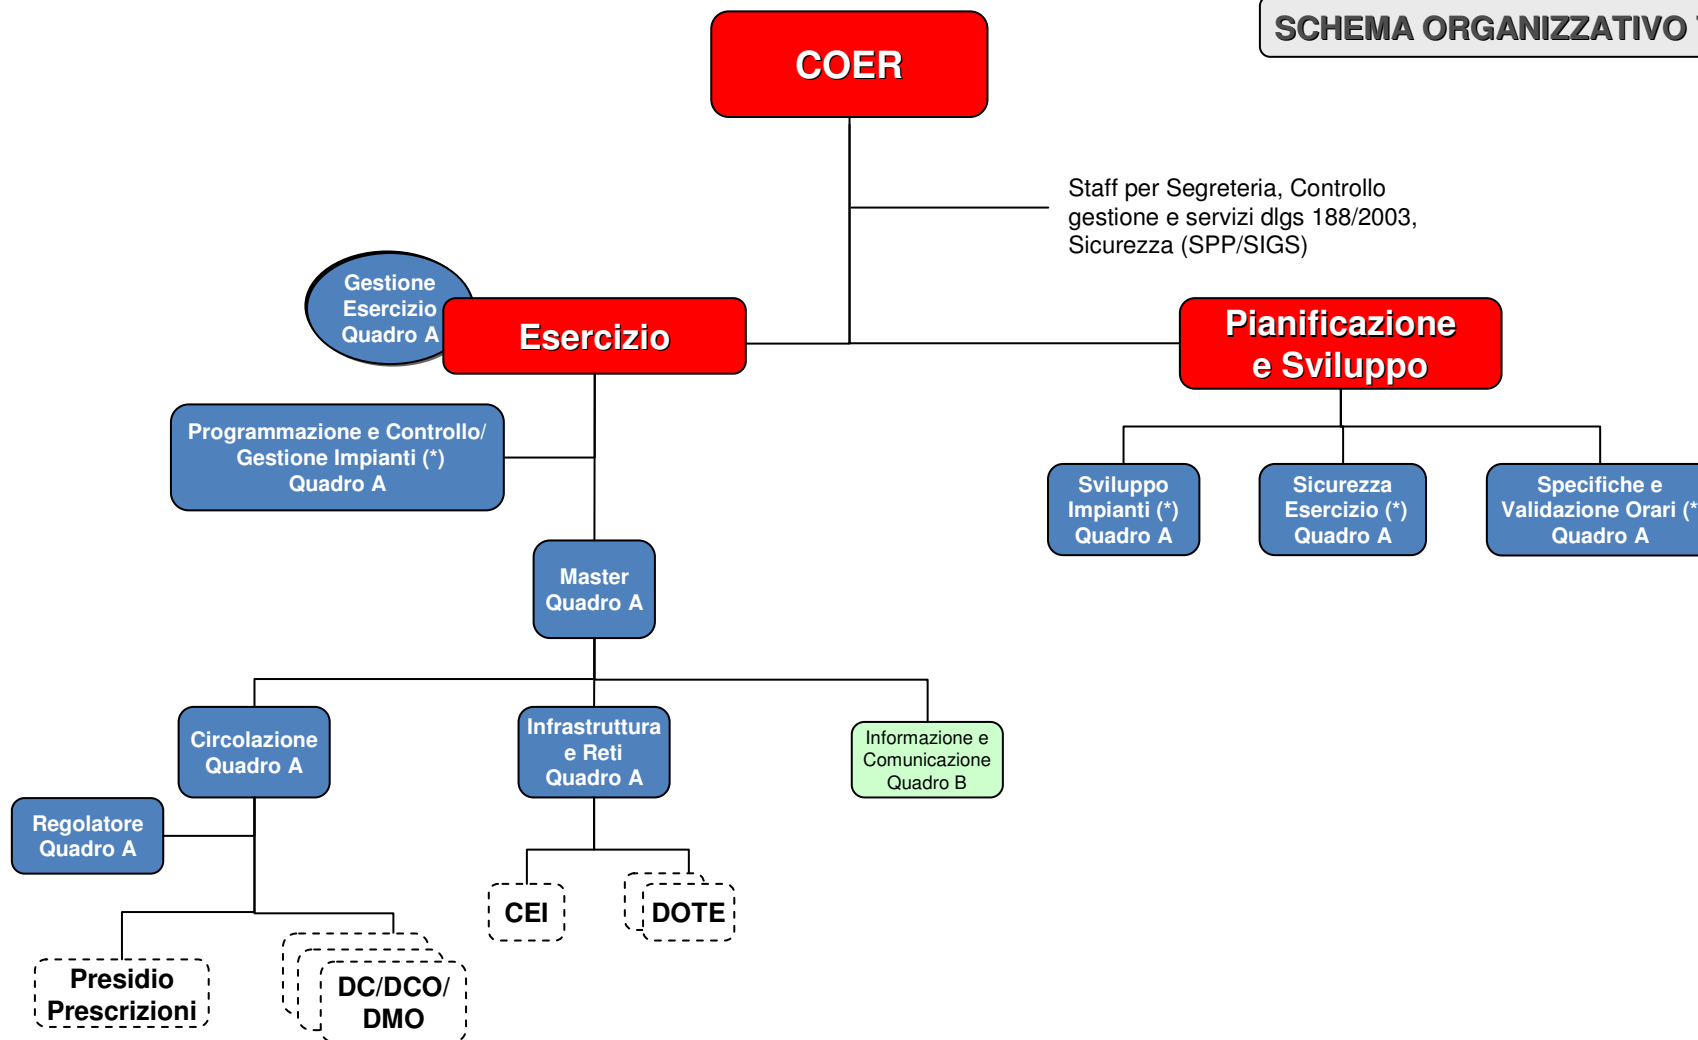 SCHEMA ORGANIZZATIVO
COER
Staff per Segreteria, Controllo
gestione e servizi dlgs 188/2003,
Sicurezza (SPP/SIGS)
Gestione
Esercizio
Quadro A
Esercizio
Pianificazione
e Sviluppo
Programmazione e Controllo/
Gestione Impianti (*)
Quadro A
Sviluppo
Impianti (*)
Quadro A
Sicurezza
Esercizio (*)
Quadro A
Specifiche e
Validazione Orari (*
Quadro A
Master
Quadro A
Circolazione
Quadro A
Infrastruttura
e Reti
Quadro A
Informazione e
Comunicazione
Quadro B
Regolatore
Quadro A
CEI
DOTE
Presidio
Prescrizioni
DC/DCO/
DMO